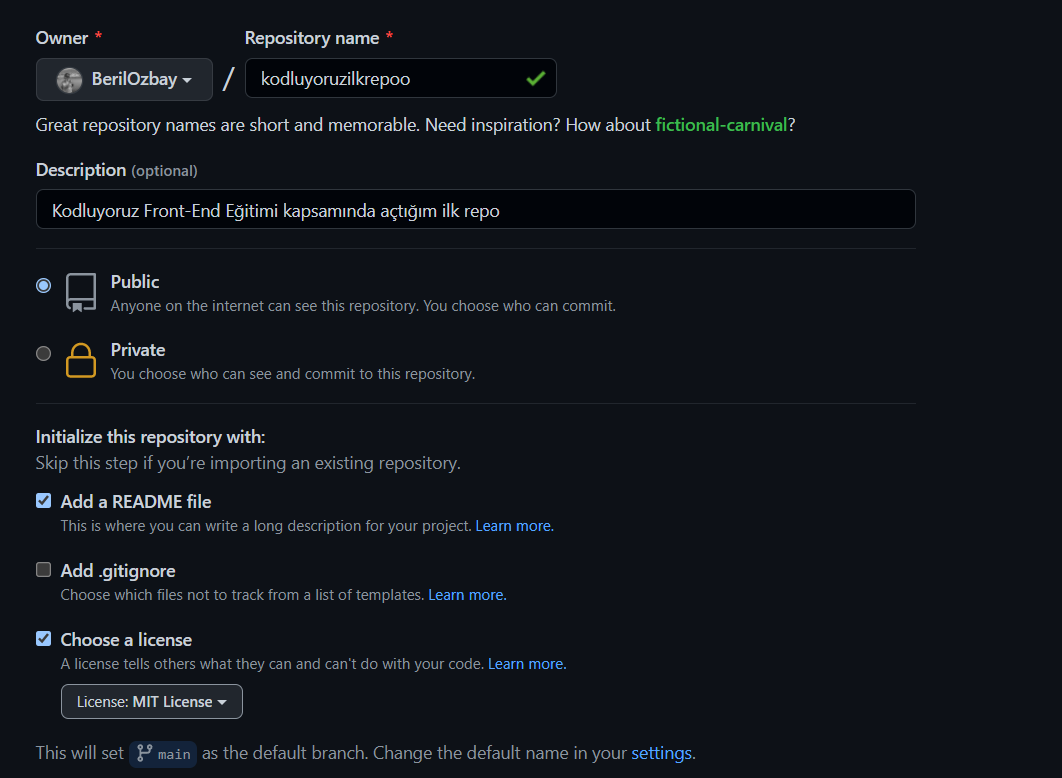 Owner * Repository name *
BerilOzbay / kodluyoruzilkrepoo
Great repository names are short and memorable. Need inspiration? How about fictional-carnival?
Description (optional)
Kodluyoruz Front-End Eğitimi kapsamında açtığım ilk repo
Public
Anyone on the internet can see this repository. You choose who can commit.
Private
You choose who can see and commit to this repository.
Initialize this repository with:
Skip this step if you’re importing an existing repository.
Add a README file
This is where you can write a long description for your project. Learn more.
Add .gitignore
Choose which files not to track from a list of templates. Learn more.
Choose a license
A license tells others what they can and can't do with your code. Learn more.
License: MIT License
This will set main as the default branch. Change the default name in your settings.